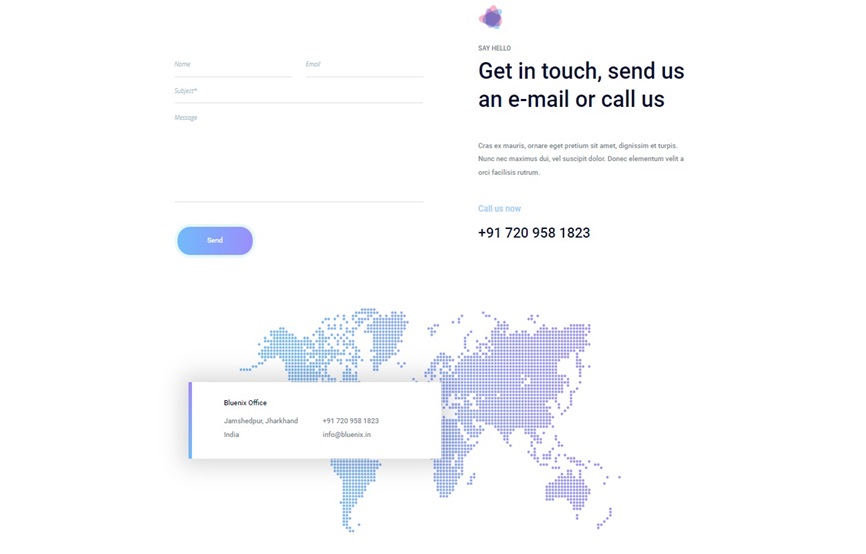 Name
Email
Subject*
Message
Send
SAY HELLO
Get in touch, send us
an e-mail or call us
Cras ex mauris, ornare eget pretium sit amet, dignissim et turpis.
Nunc nec maximus dui, vel suscipit dolor. Donec elementum velit a
orci facilisis rutrum.
Call us now
+91 720 958 1823
Bluenix Office
Jamshedpur, Jharkhand
India
+91 720 958 1823
info@bluenix.in